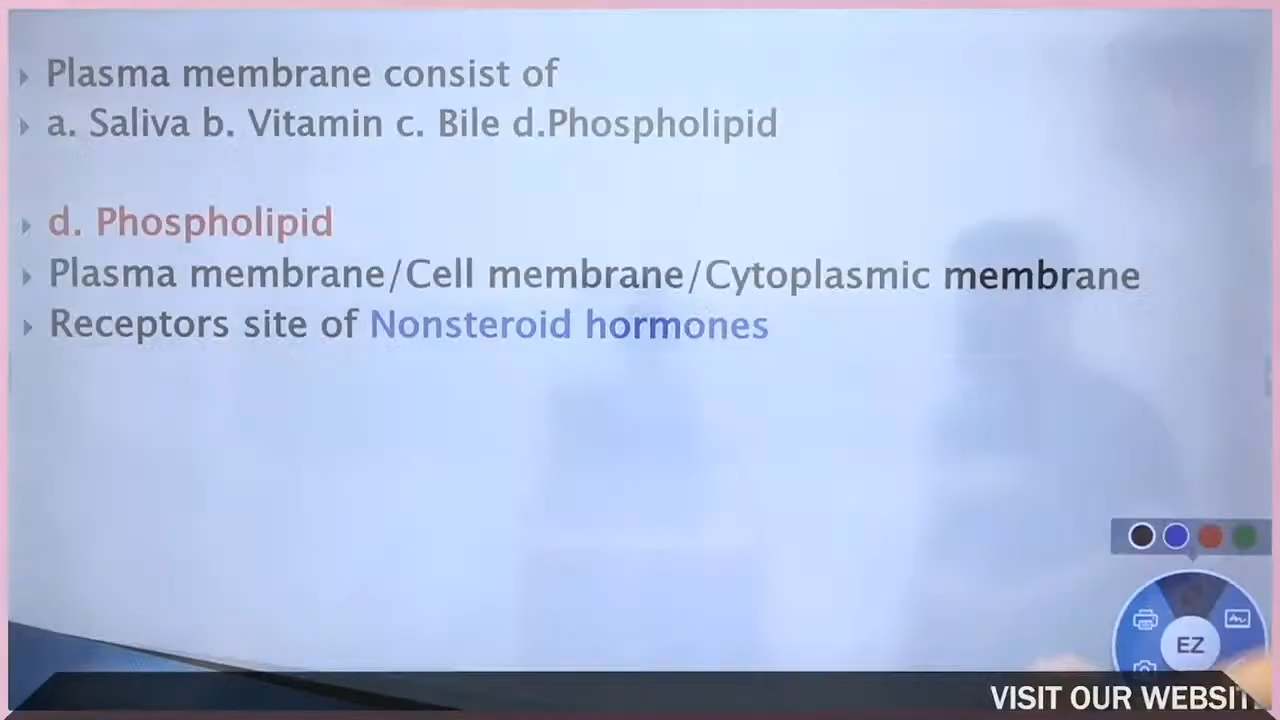 Plasma membrane consist of
a. Saliva b. Vitamin c. Bile d.Phospholipid
d. Phospholipid
Plasma membrane/Cell membrane/Cytoplasmic membrane
Receptors site of Nonsteroid hormones
EZ
VISIT OUR WEBSIT